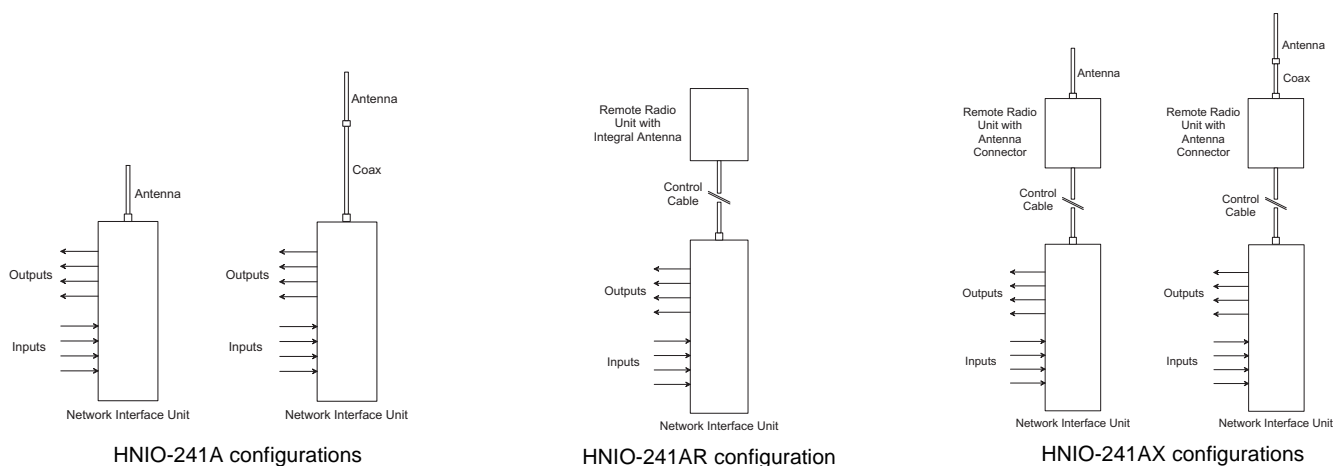 Antenna
Outputs
Inputs
Network Interface Unit
Antenna
Coax
Outputs
Inputs
Network Interface Unit
HNIO-241A configurations
Remote Radio
Unit with
Integral Antenna
Control
Cable
Outputs
Inputs
Network Interface Unit
HNIO-241AR configuration
Antenna
Remote Radio
Unit with
Antenna
Connector
Control
Cable
Outputs
Inputs
Network Interface Unit
Antenna
Coax
Remote Radio
Unit with
Antenna
Connector
Control
Cable
Outputs
Inputs
Network Interface Unit
HNIO-241AX configurations